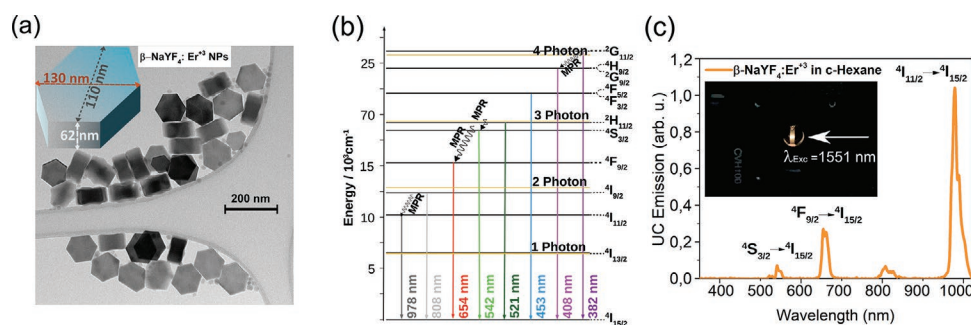 (a)
β–NaYF₄: Er⁺³ NPs
130 nm
110 nm
62 nm
200 nm
(b)
Energy / 10³cm⁻¹
25
70
15
10
5
4 Photon
3 Photon
2 Photon
1 Photon
MPR
MPR
MPR
MPR
²G₁₁/₂
⁴H₉/₂
²G₉/₂
⁴F₅/₂
⁴F₃/₂
²H₁₁/₂
⁴S₃/₂
⁴F₉/₂
⁴I₉/₂
⁴I₁₁/₂
⁴I₁₃/₂
⁴I₁₅/₂
978 nm
808 nm
654 nm
542 nm
521 nm
453 nm
408 nm
382 nm
(c)
β-NaYF₄:Er⁺³ in c-Hexane
⁴I₁₁/₂→⁴I₁₅/₂
CVH100
λExc =1551 nm
⁴F₉/₂→⁴I₁₅/₂
⁴S₃/₂→⁴I₁₅/₂
UC Emission (arb. u.)
1,2
1,0
0,8
0,6
0,4
0,2
0,0
400 500 600 700 800 900 1000
Wavelength (nm)